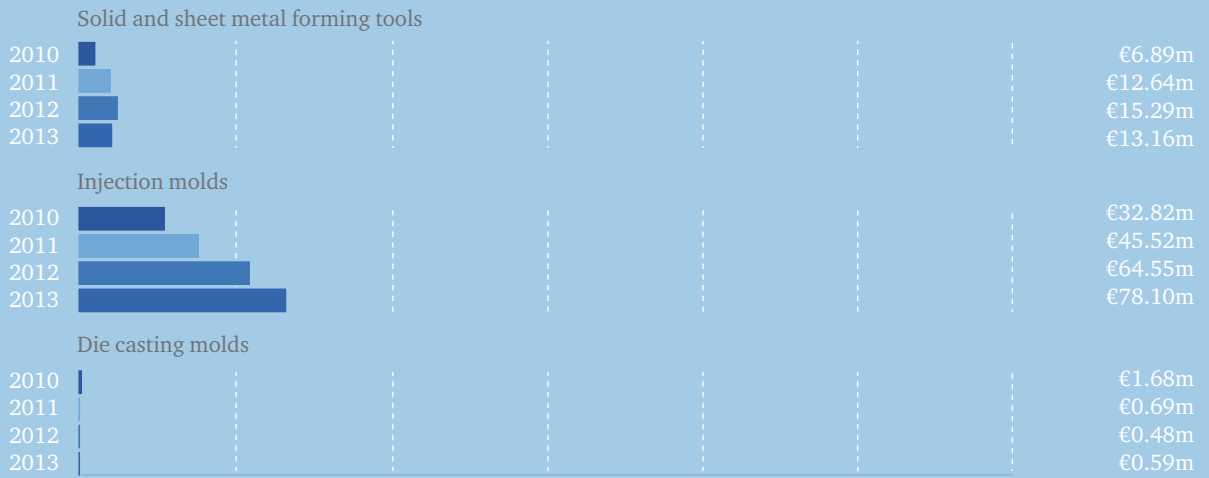 Solid and sheet metal forming tools
2010 €6.89m
2011 €12.64m
2012 €15.29m
2013 €13.16m
Injection molds
2010 €32.82m
2011 €45.52m
2012 €64.55m
2013 €78.10m
Die casting molds
2010 €1.68m
2011 €0.69m
2012 €0.48m
2013 €0.59m